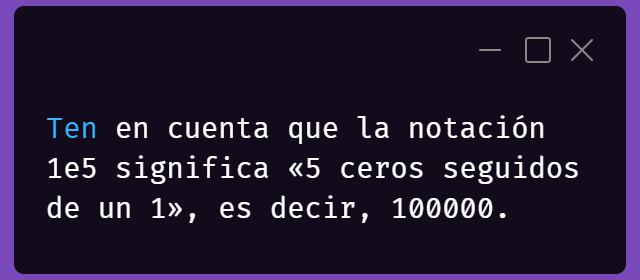 Ten en cuenta que la notación
1e5 significa «5 ceros seguidos
de un 1», es decir, 100000.